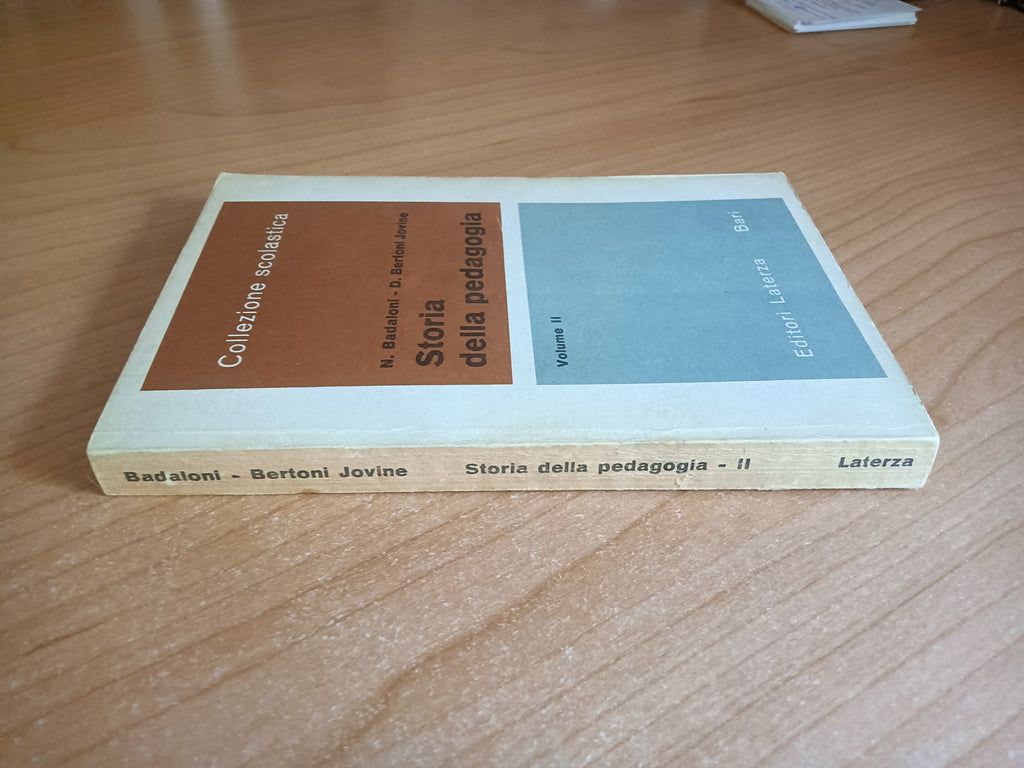 Collezione scolastica
N. Badaloni - D. Bertoni Jovine
Storia
della pedagogia
Volume II
Editori Laterza Bari
Badaloni - Bertoni Jovine Storia della pedagogia - II Laterza